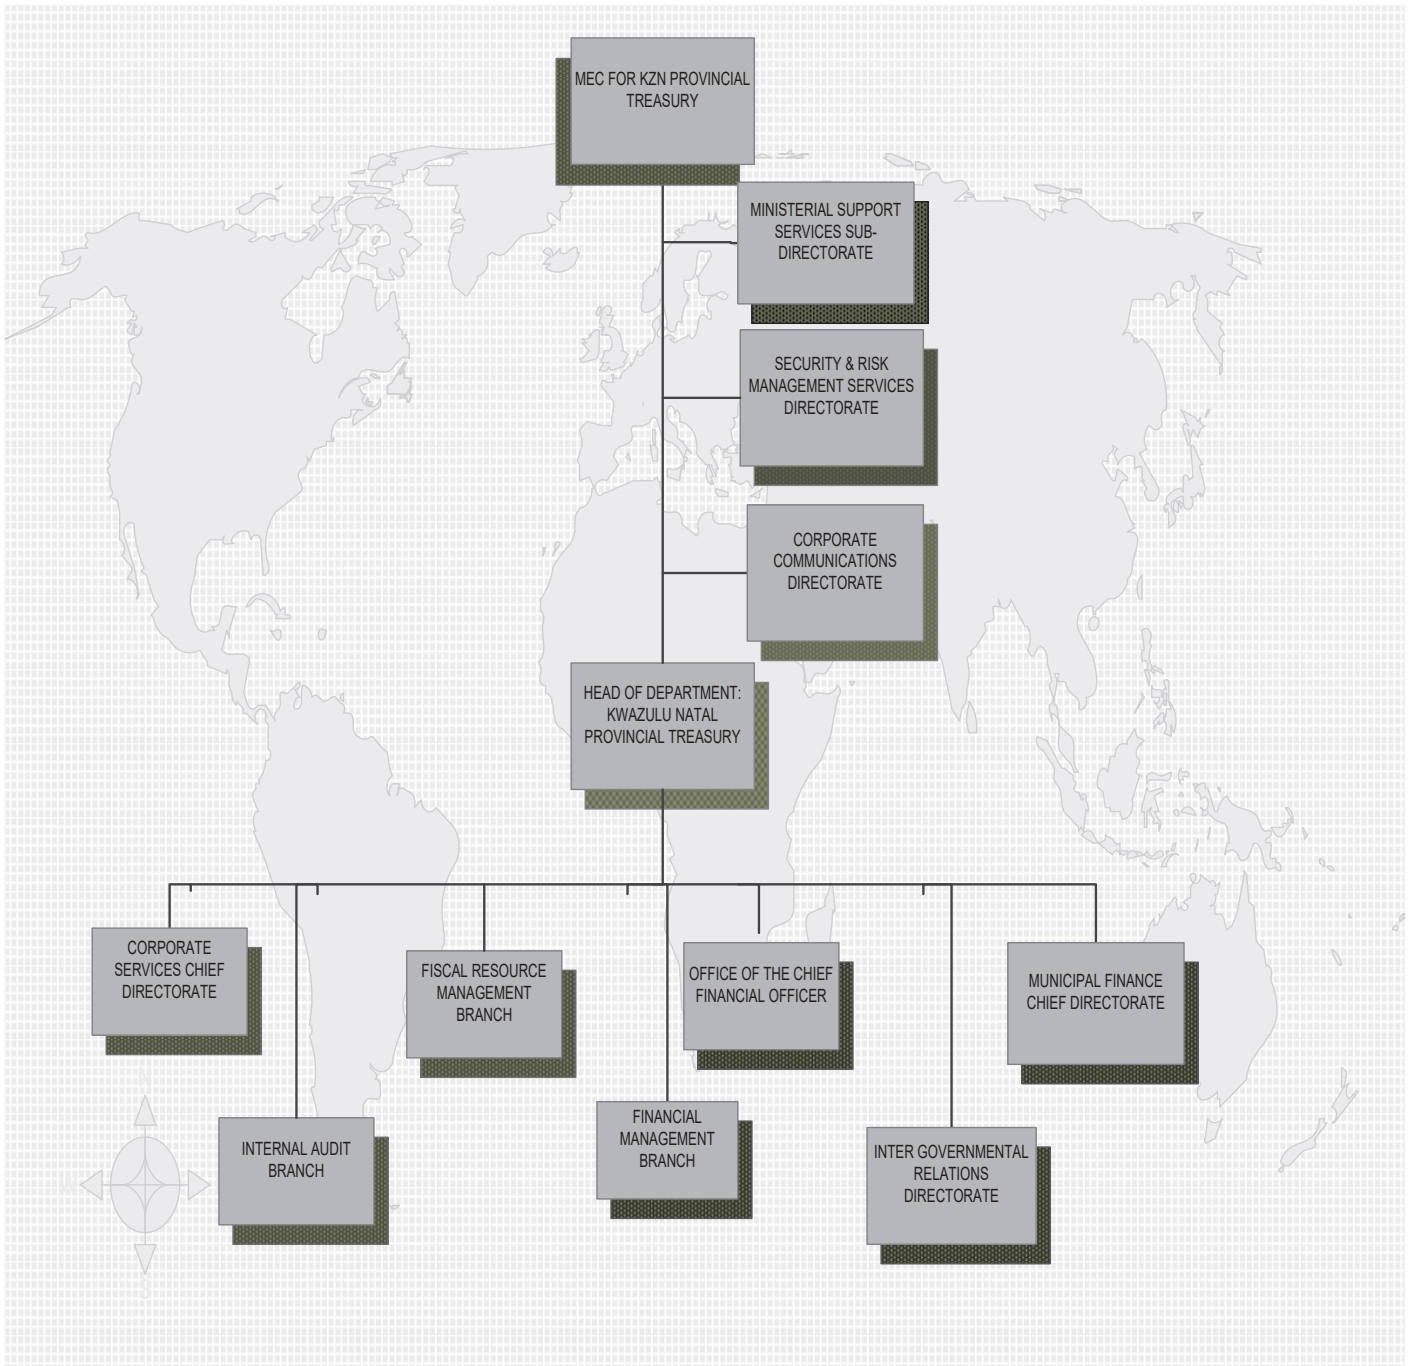 MEC FOR KZN PROVINCIAL
TREASURY
MINISTERIAL SUPPORT
SERVICES SUB-
DIRECTORATE
SECURITY & RISK
MANAGEMENT SERVICES
DIRECTORATE
CORPORATE
COMMUNICATIONS
DIRECTORATE
HEAD OF DEPARTMENT:
KWAZULU NATAL
PROVINCIAL TREASURY
CORPORATE
SERVICES CHIEF
DIRECTORATE
FISCAL RESOURCE
MANAGEMENT
BRANCH
OFFICE OF THE CHIEF
FINANCIAL OFFICER
MUNICIPAL FINANCE
CHIEF DIRECTORATE
INTERNAL AUDIT
BRANCH
FINANCIAL
MANAGEMENT
BRANCH
INTER GOVERNMENTAL
RELATIONS
DIRECTORATE